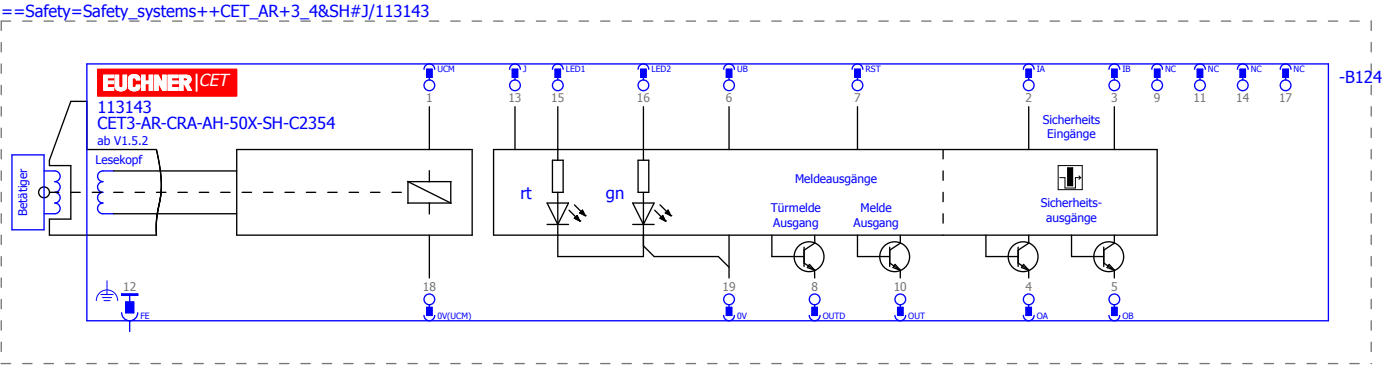 ==Safety=Safety_systems++CET_AR+3_4&SH#J/113143
-B124
UCM J LED1 LED2 UB RST IA IB NC NC NC NC
1 13 15 16 6 7 2 3 9 11 14 17
EUCHNER|CET
113143
CET3-AR-CRA-AH-50X-SH-C2354
ab V1.5.2
Lesekopf
Betätiger
rt
gn
Meldeausgänge
Türmelde
Ausgang
Melde
Ausgang
Sicherheits
Eingänge
Sicherheits-
ausgänge
12 18 19 8 10 4 5
FE 0V(UCM) 0V OUTD OUT OA OB